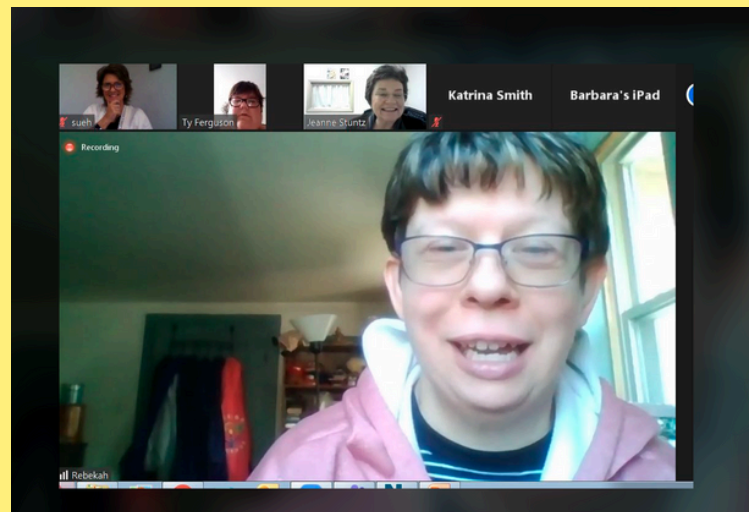 Katrina Smith
Barbara's iPad
sueh
Ty Ferguson
Jeanne Stuntz
Recording
Rebekah